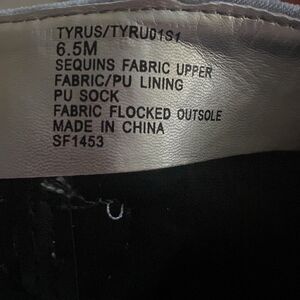 TYRUS/TYRU01S1
6.5M
SEQUINS FABRIC UPPER
FABRIC/PU LINING
PU SOCK
FABRIC FLOCKED OUTSOLE
MADE IN CHINA
SF1453